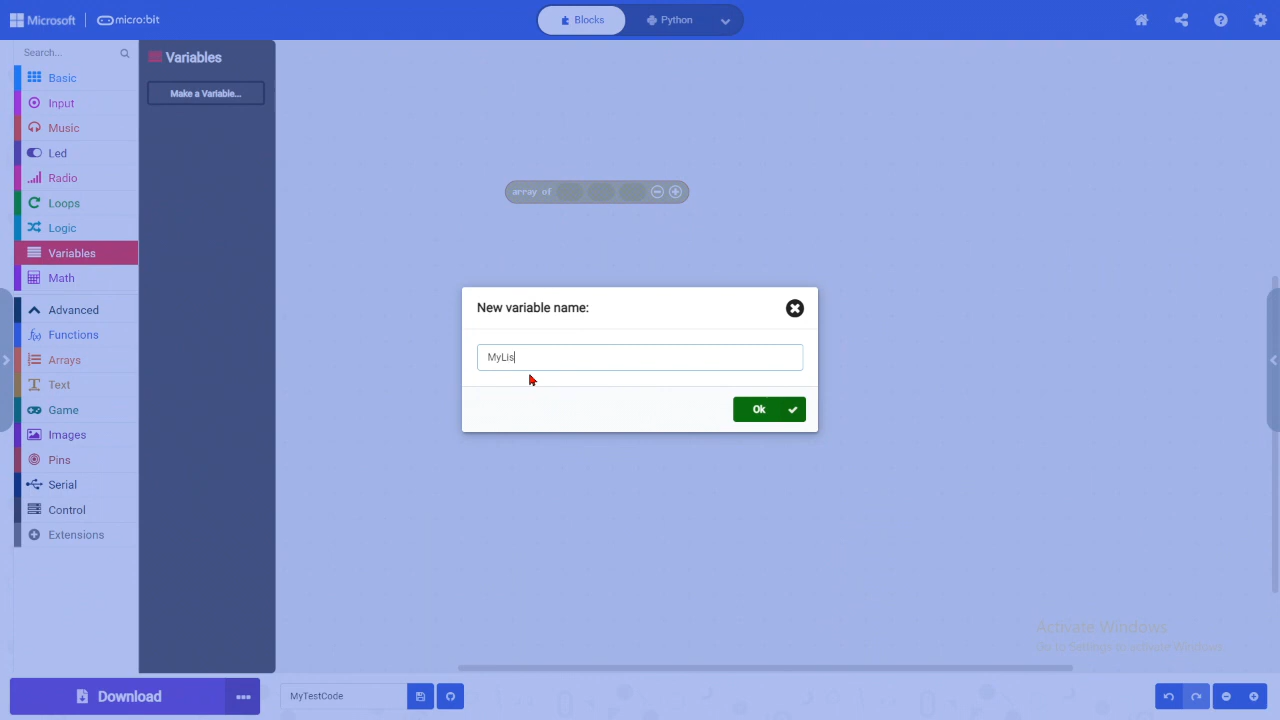 Microsoft
micro:bit
Blocks
Python
Search...
Variables
Make a Variable...
Basic
Input
Music
Led
Radio
Loops
Logic
Variables
Math
Advanced
Functions
Arrays
Text
Game
Images
Pins
Serial
Control
Extensions
array of
New variable name:
MyLis
Ok
Activate Windows
Go to Settings to activate Windows.
Download
MyTestCode